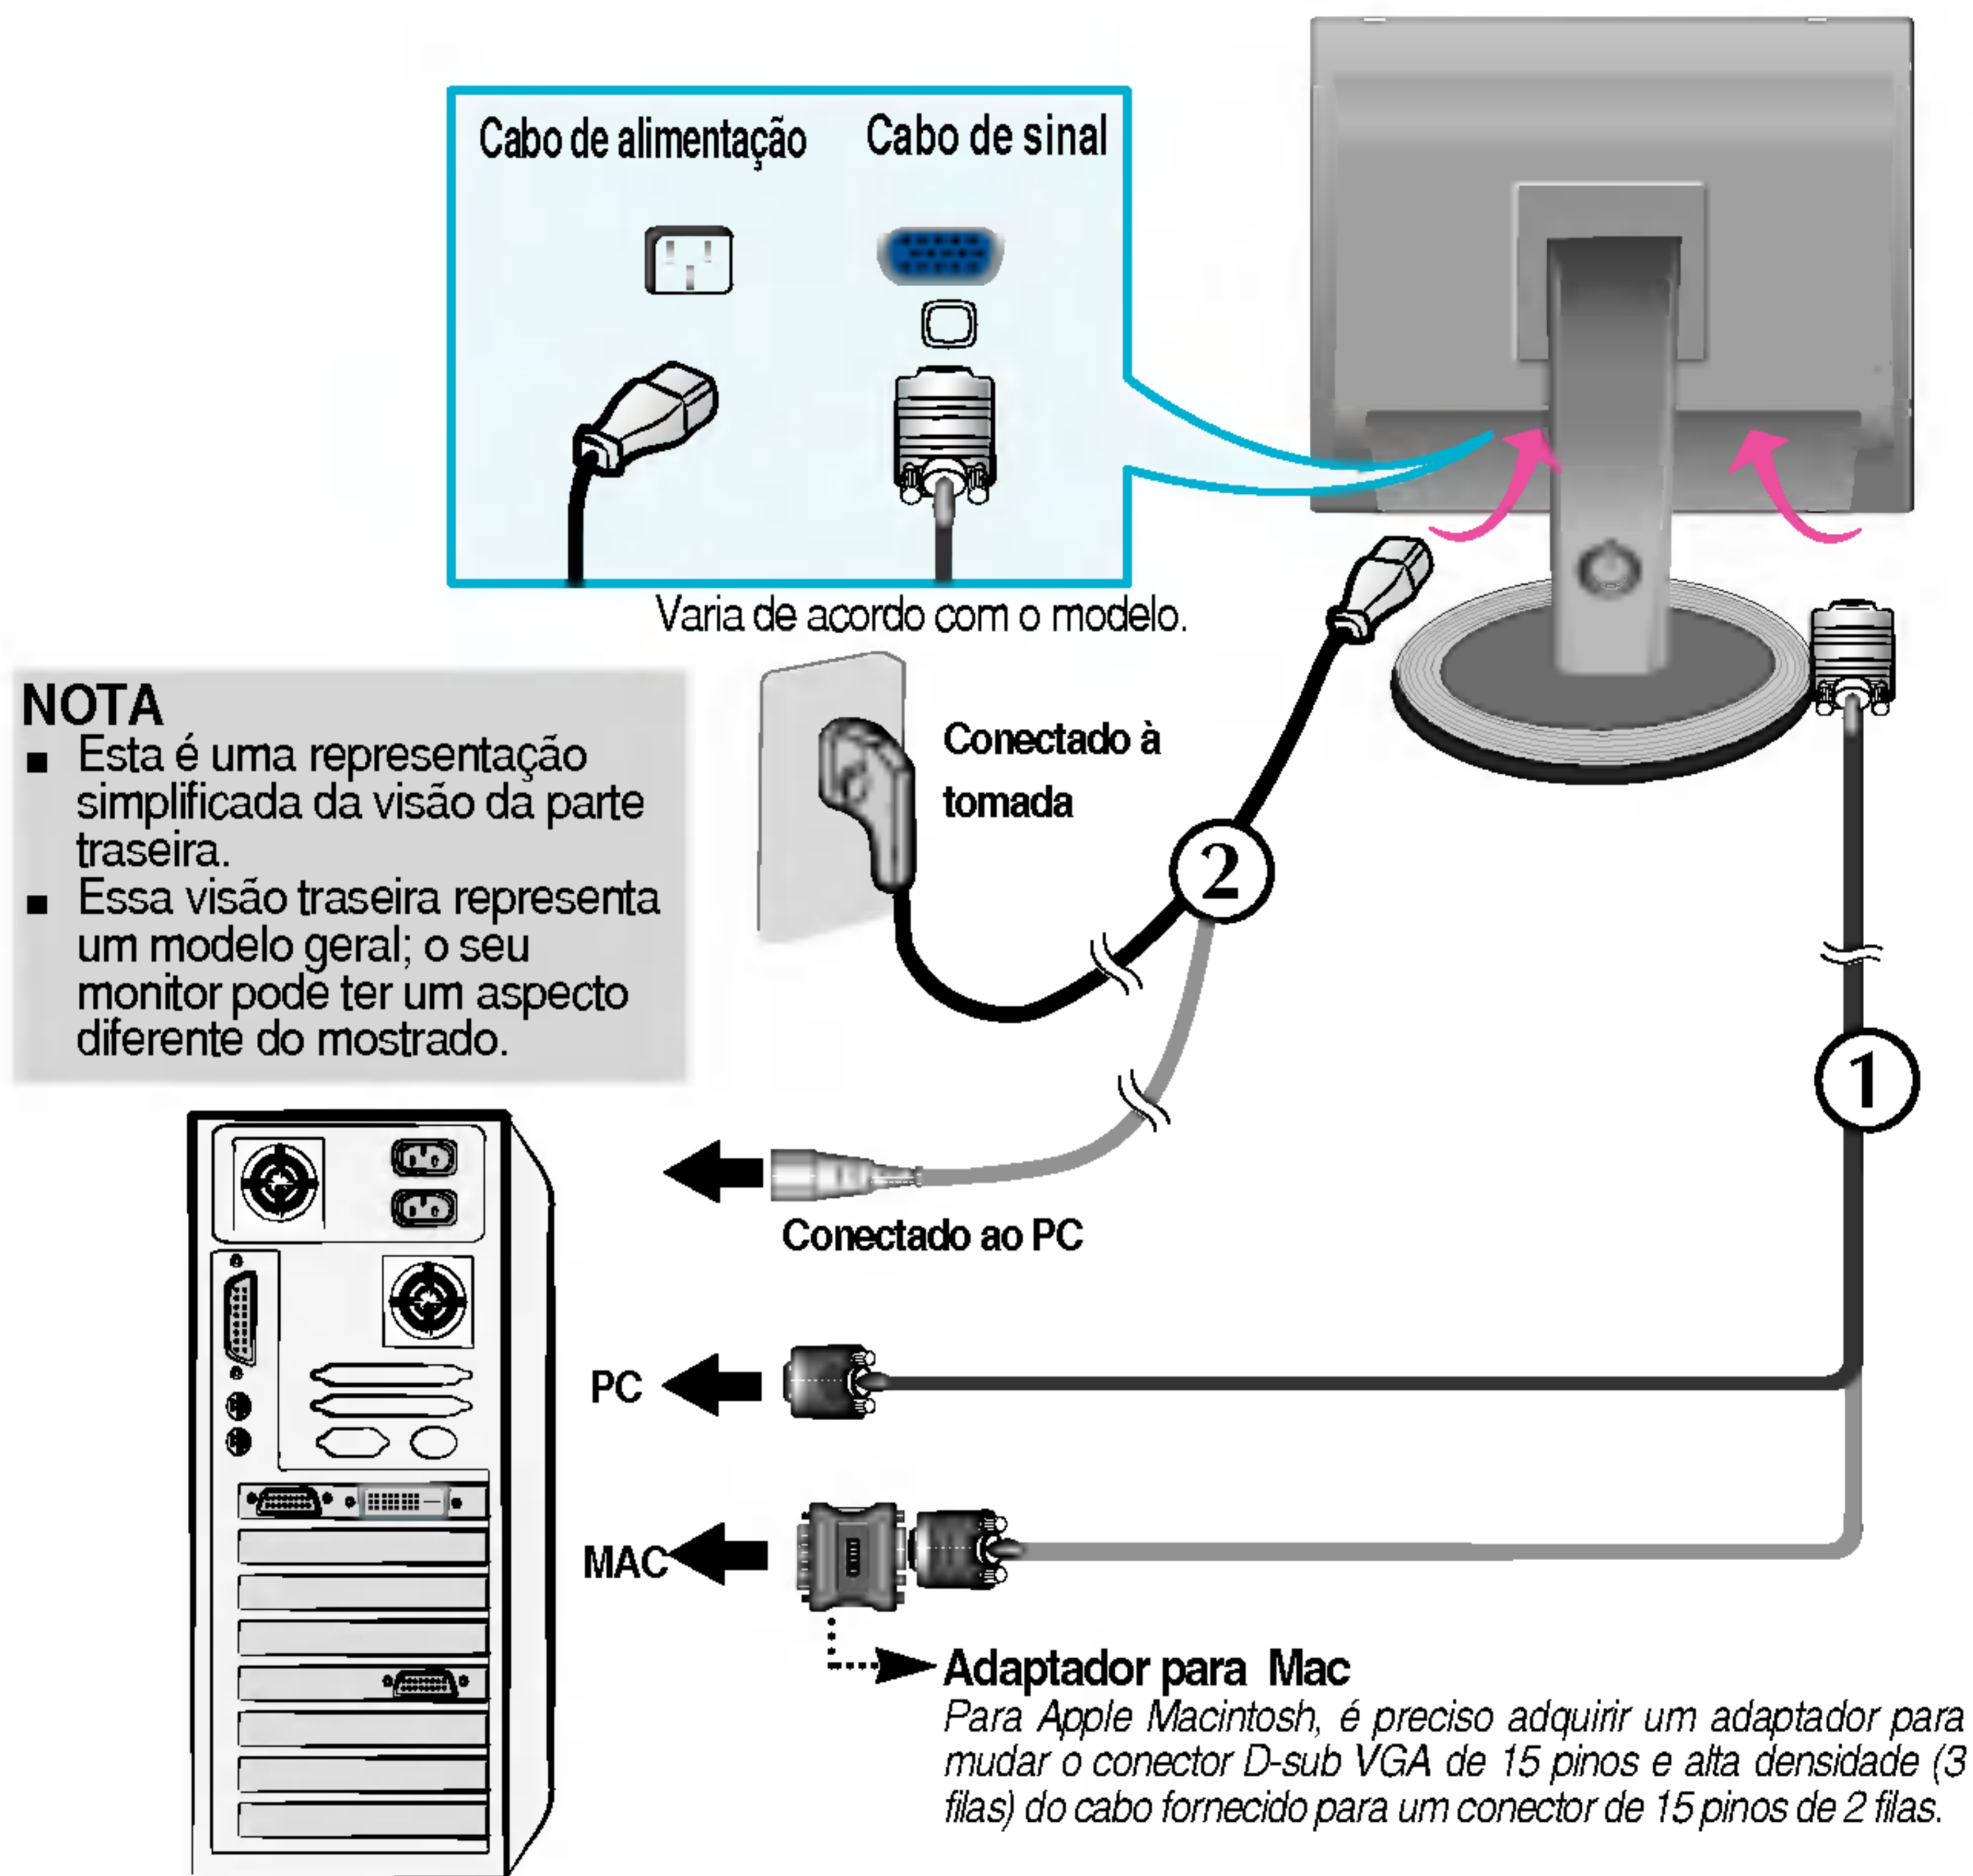 Cabo de alimentação
Cabo de sinal
Varia de acordo com o modelo.
NOTA
■ Esta é uma representação
simplificada da visão da parte
traseira.
■ Essa visão traseira representa
um modelo geral; o seu
monitor pode ter um aspecto
diferente do mostrado.
Conectado à
tomada
2
1
Conectado ao PC
PC
MAC
Adaptador para Mac
Para Apple Macintosh, é preciso adquirir um adaptador para
mudar o conector D-sub VGA de 15 pinos e alta densidade (3
filas) do cabo fornecido para um conector de 15 pinos de 2 filas.